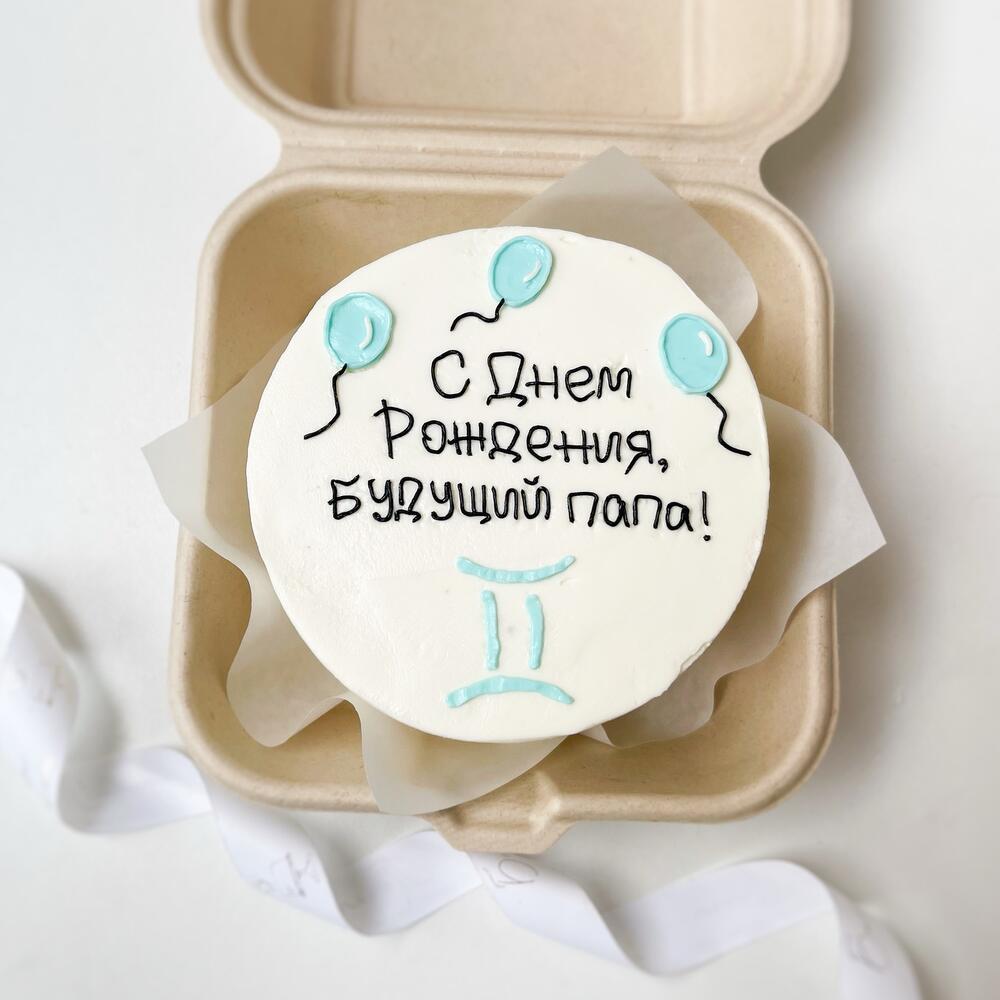 С Днем
Рождения,
Будущий папа!